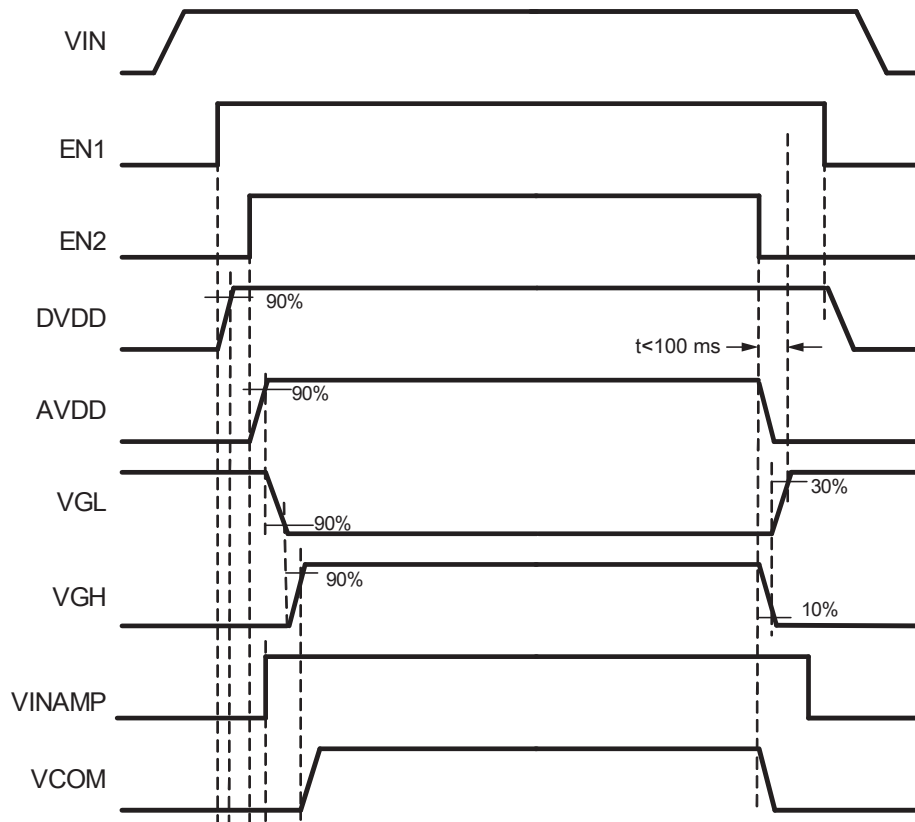 VIN
EN1
EN2
DVDD
90%
t<100 ms
AVDD
90%
VGL
30%
90%
VGH
90%
10%
VINAMP
VCOM